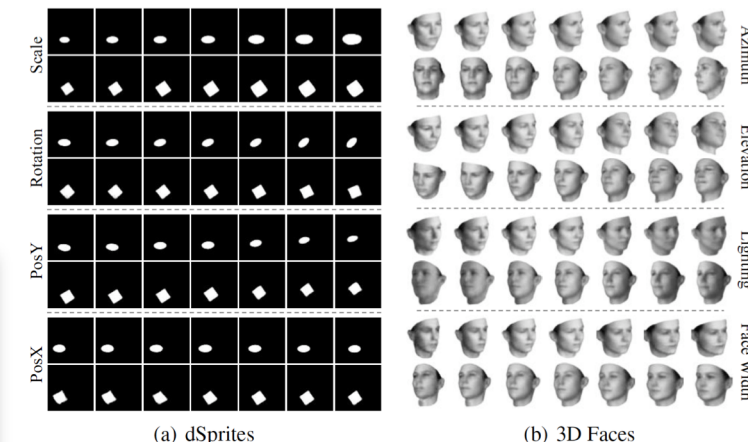 Scale
Rotation
PosY
PosX
Azimuth
Elevation
Lighting
Face Width
(a) dSprites
(b) 3D Faces